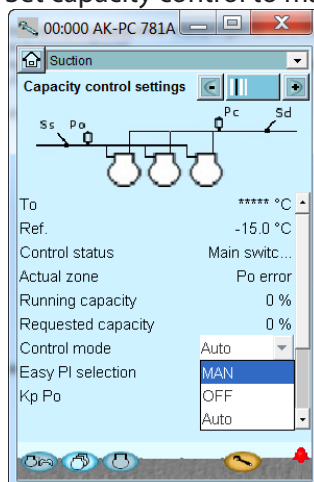 00:000 AK-PC 781A
Suction
Capacity control settings
Pc Sd
Ss Po
To ***** °C
Ref. -15.0 °C
Control status Main switc...
Actual zone Po error
Running capacity 0 %
Requested capacity 0 %
Control mode Auto
Easy PI selection MAN
Kp Po OFF
Auto